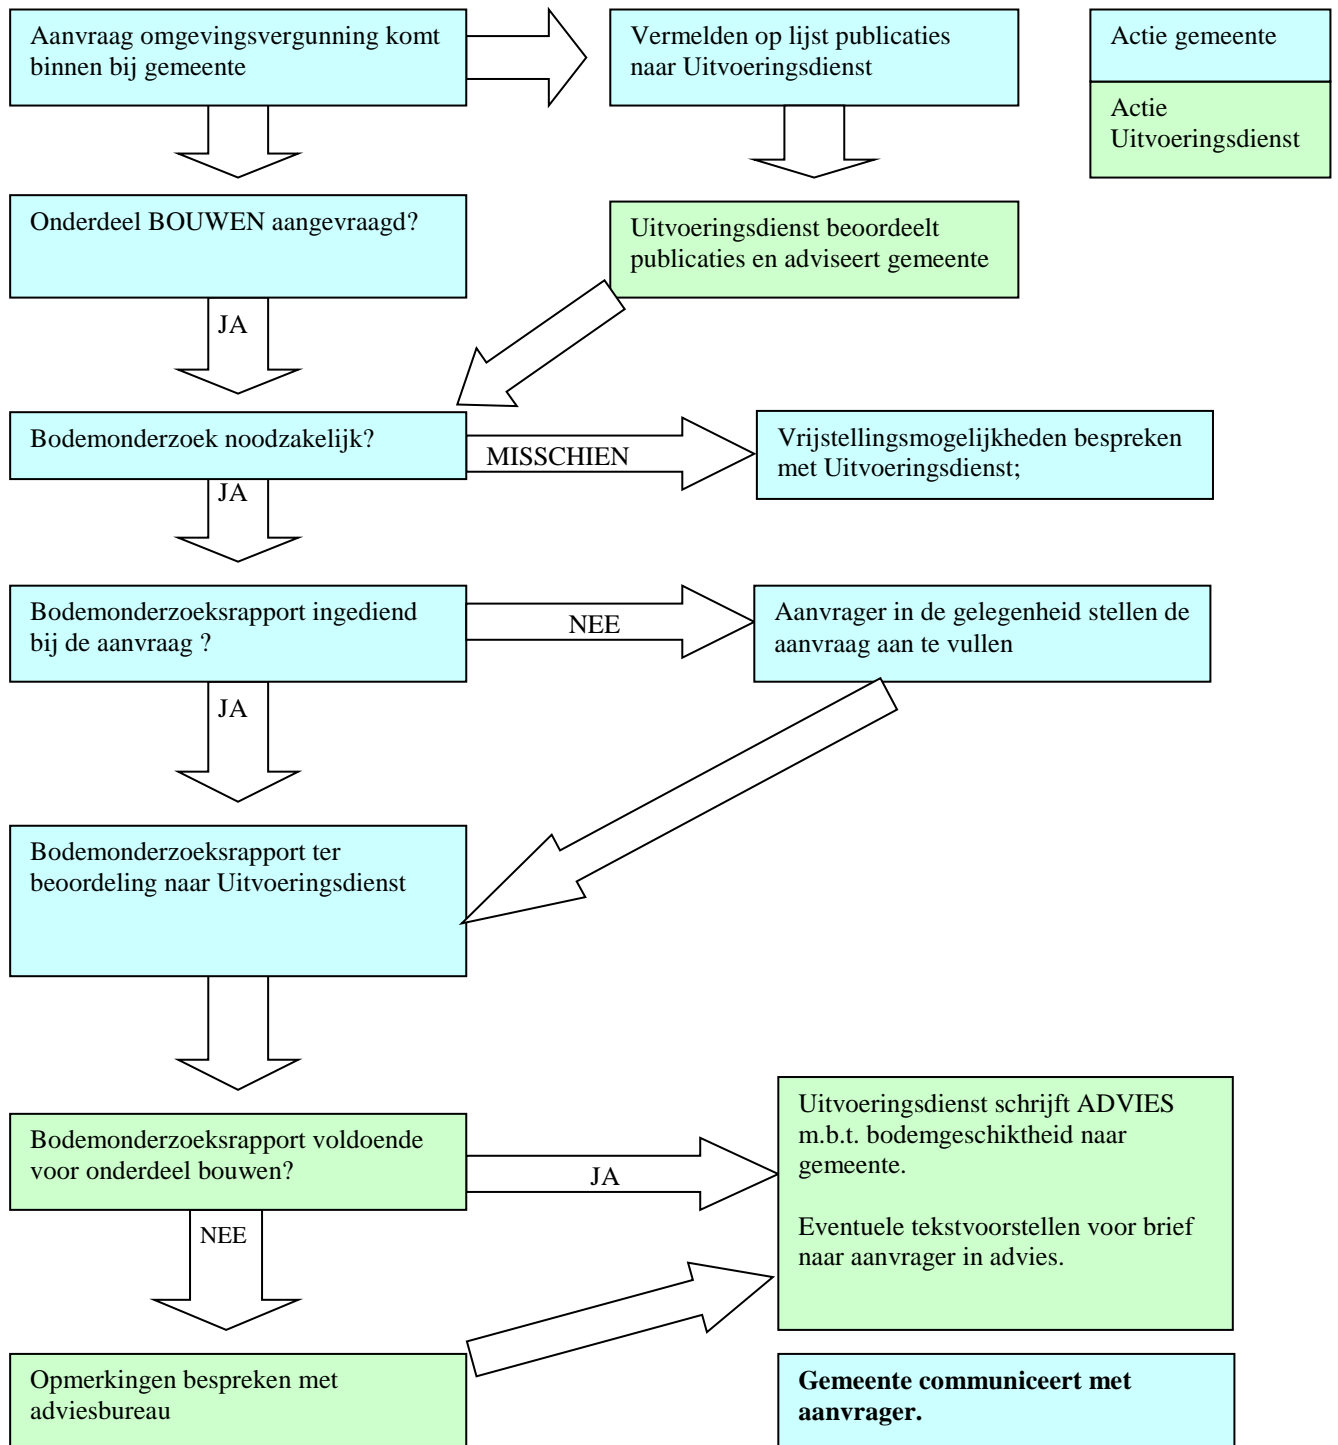 Aanvraag omgevingsvergunning komt
binnen bij gemeente
Vermelden op lijst publicaties
naar Uitvoeringsdienst
Actie gemeente
Actie
Uitvoeringsdienst
Onderdeel BOUWEN aangevraagd?
Uitvoeringsdienst beoordeelt
publicaties en adviseert gemeente
JA
Bodemonderzoek noodzakelijk?
MISSCHIEN
Vrijstellingsmogelijkheden bespreken
met Uitvoeringsdienst;
JA
Bodemonderzoeksrapport ingediend
bij de aanvraag ?
NEE
Aanvrager in de gelegenheid stellen de
aanvraag aan te vullen
JA
Bodemonderzoeksrapport ter
beoordeling naar Uitvoeringsdienst
Bodemonderzoeksrapport voldoende
voor onderdeel bouwen?
JA
Uitvoeringsdienst schrijft ADVIES
m.b.t. bodemgeschiktheid naar
gemeente.
Eventuele tekstvoorstellen voor brief
naar aanvrager in advies.
NEE
Opmerkingen bespreken met
adviesbureau
Gemeente communiceert met
aanvrager.